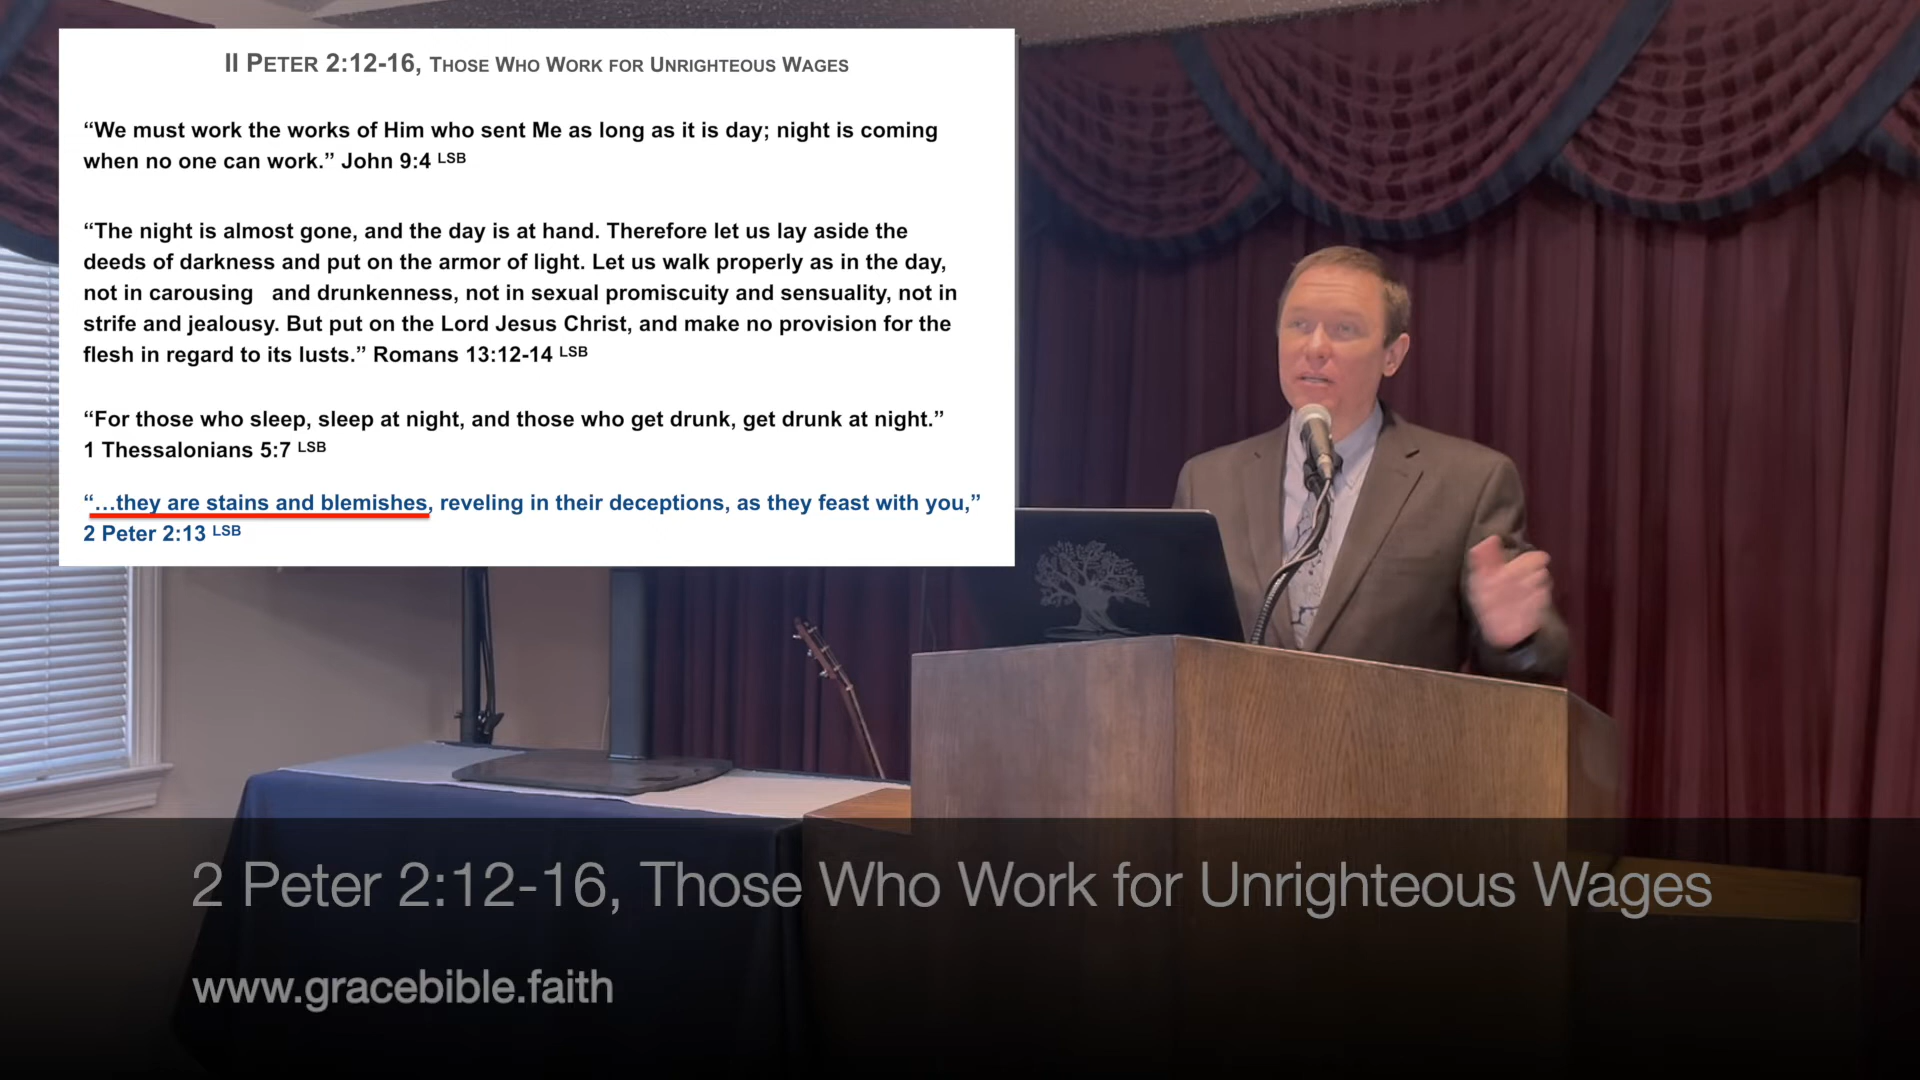 II PETER 2:12-16, THOSE WHO WORK FOR UNRIGHTEOUS WAGES
“We must work the works of Him who sent Me as long as it is day; night is coming
when no one can work.” John 9:4 LSB
“The night is almost gone, and the day is at hand. Therefore let us lay aside the
deeds of darkness and put on the armor of light. Let us walk properly as in the day,
not in carousing and drunkenness, not in sexual promiscuity and sensuality, not in
strife and jealousy. But put on the Lord Jesus Christ, and make no provision for the
flesh in regard to its lusts.” Romans 13:12-14 LSB
“For those who sleep, sleep at night, and those who get drunk, get drunk at night.”
1 Thessalonians 5:7 LSB
“…they are stains and blemishes, reveling in their deceptions, as they feast with you,”
2 Peter 2:13 LSB
2 Peter 2:12-16, Those Who Work for Unrighteous Wages
www.gracebible.faith